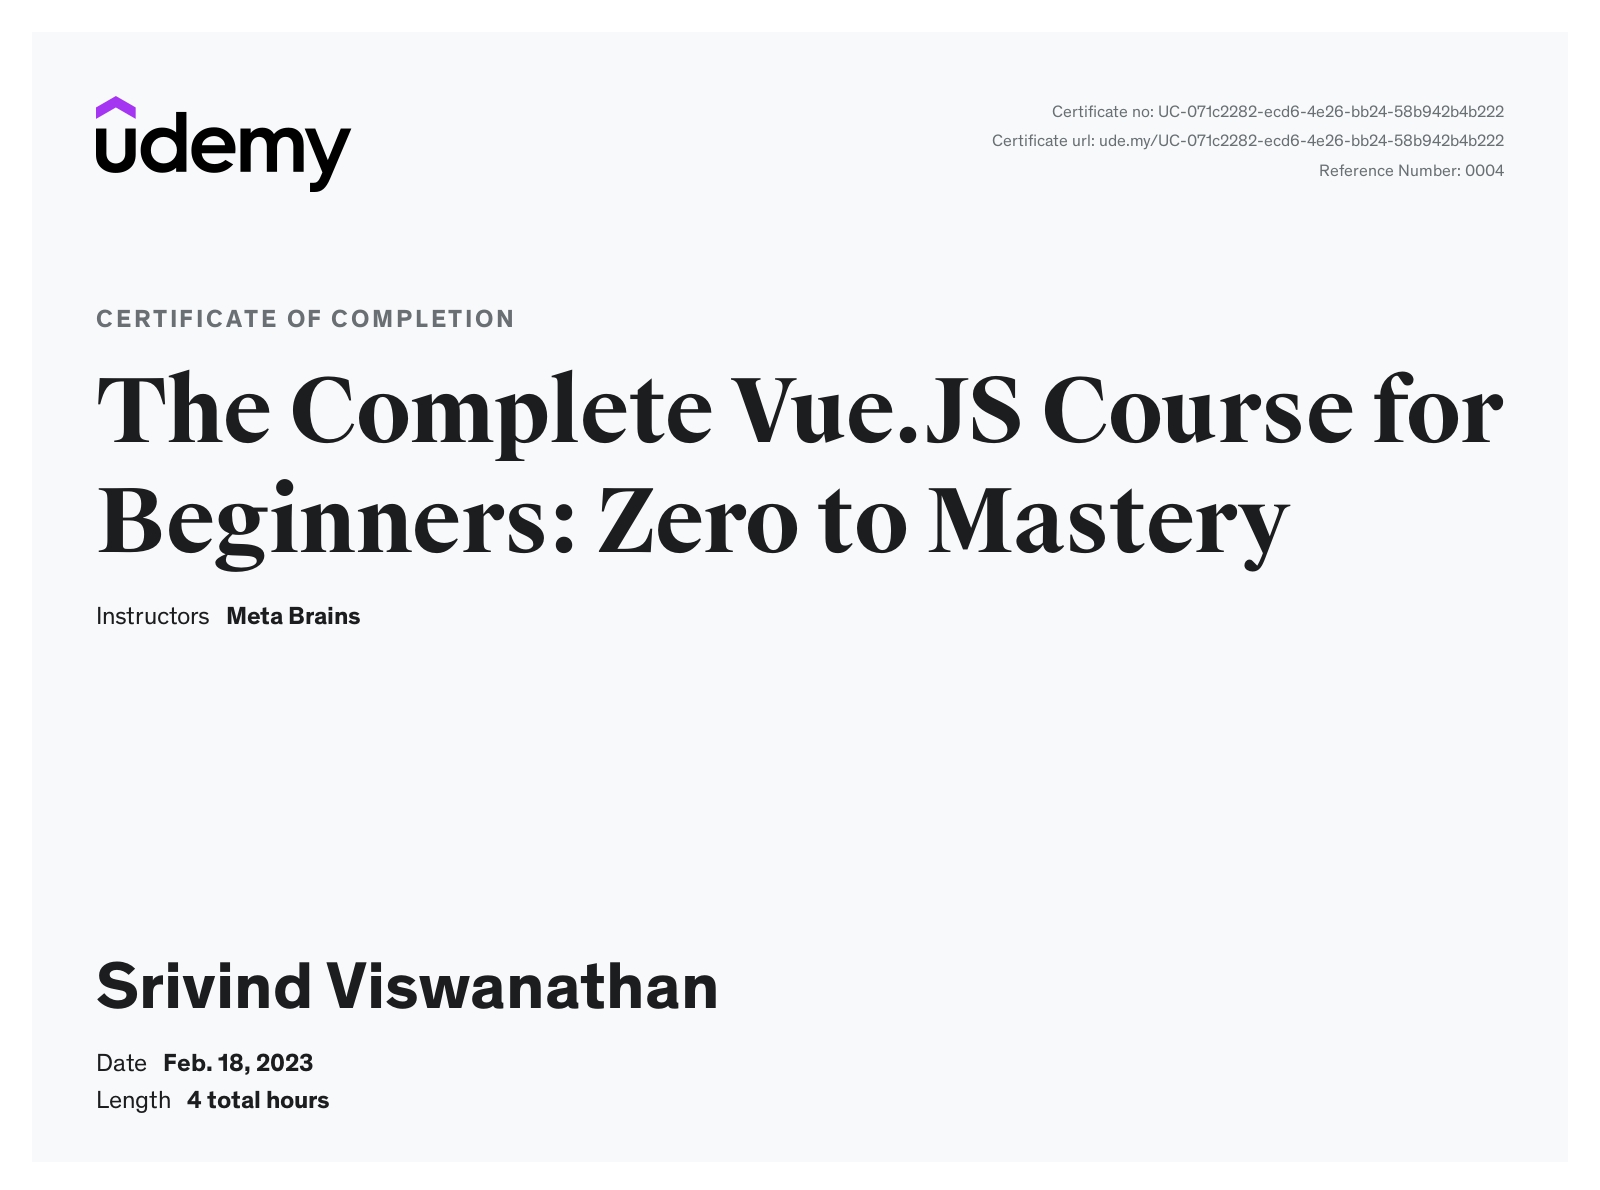 udemy
Certificate no: UC-071c2282-ecd6-4e26-bb24-58b942b4b222
Certificate url: ude.my/UC-071c2282-ecd6-4e26-bb24-58b942b4b222
Reference Number: 0004
CERTIFICATE OF COMPLETION
The Complete Vue.JS Course for
Beginners: Zero to Mastery
Instructors Meta Brains
Srivind Viswanathan
Date Feb. 18, 2023
Length 4 total hours